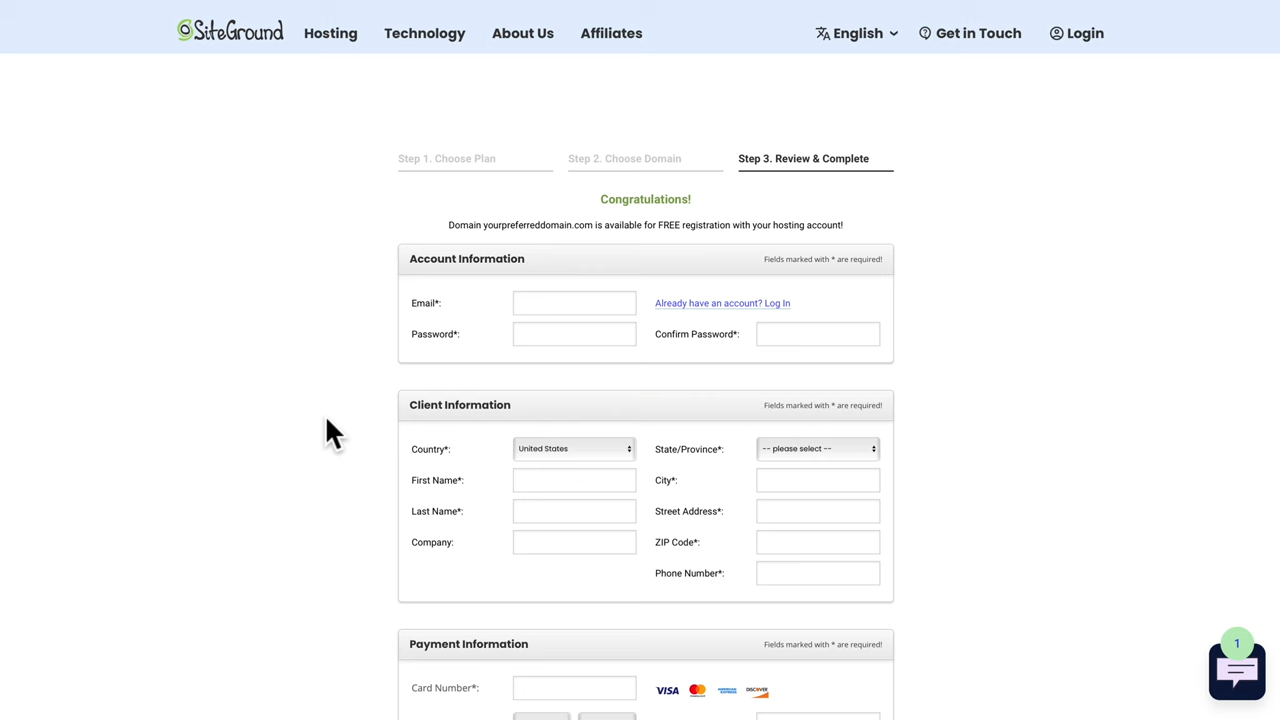 SiteGround Hosting Technology About Us Affiliates English Get in Touch Login
Step 1. Choose Plan Step 2. Choose Domain Step 3. Review & Complete
Congratulations!
Domain yourpreferreddomain.com is available for FREE registration with your hosting account!
Account Information Fields marked with * are required!
Email*: Already have an account? Log In
Password*: Confirm Password*:
Client Information Fields marked with * are required!
Country*: United States State/Province*: -- please select --
First Name*: City*:
Last Name*: Street Address*:
Company: ZIP Code*:
Phone Number*:
1
Payment Information Fields marked with * are required!
Card Number*: VISA MasterCard AMERICAN EXPRESS DISCOVER